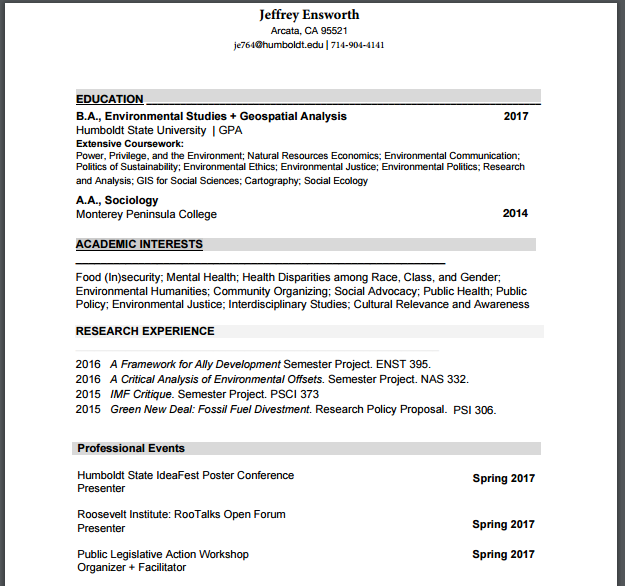 Jeffrey Ensworth
Arcata, CA 95521
je764@humboldt.edu | 714-904-4141
EDUCATION
B.A., Environmental Studies + Geospatial Analysis 2017
Humboldt State University | GPA
Extensive Coursework:
Power, Privilege, and the Environment; Natural Resources Economics; Environmental Communication;
Politics of Sustainability; Environmental Ethics; Environmental Justice; Environmental Politics; Research
and Analysis; GIS for Social Sciences; Cartography; Social Ecology
A.A., Sociology
Monterey Peninsula College 2014
ACADEMIC INTERESTS
Food (In)security; Mental Health; Health Disparities among Race, Class, and Gender;
Environmental Humanities; Community Organizing; Social Advocacy; Public Health; Public
Policy; Environmental Justice; Interdisciplinary Studies; Cultural Relevance and Awareness
RESEARCH EXPERIENCE
2016 A Framework for Ally Development Semester Project. ENST 395.
2016 A Critical Analysis of Environmental Offsets. Semester Project. NAS 332.
2015 IMF Critique. Semester Project. PSCI 373
2015 Green New Deal: Fossil Fuel Divestment. Research Policy Proposal. PSI 306.
Professional Events
Humboldt State IdeaFest Poster Conference Spring 2017
Presenter
Roosevelt Institute: RooTalks Open Forum
Presenter Spring 2017
Public Legislative Action Workshop Spring 2017
Organizer + Facilitator